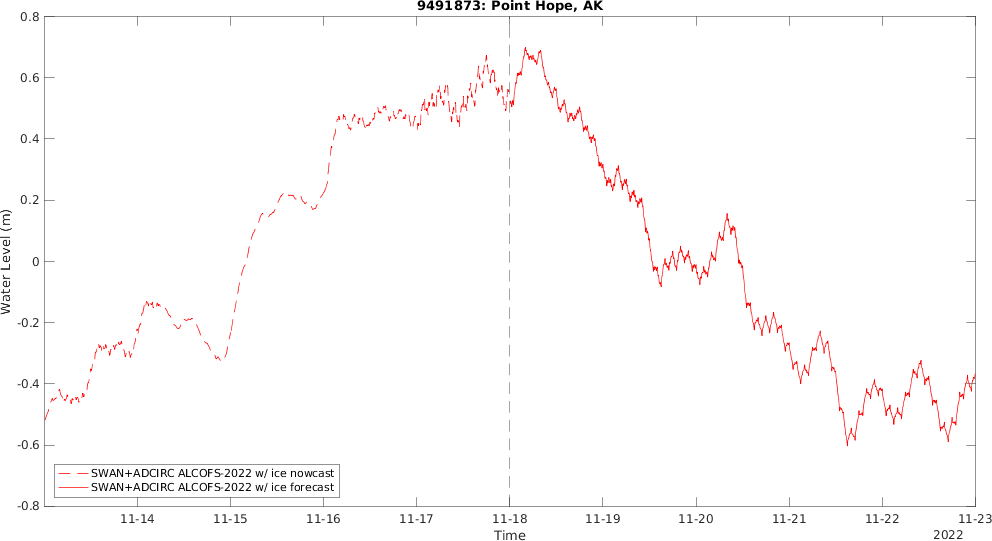 9491873: Point Hope, AK
0.8
0.6
0.4
0.2
0
-0.2
-0.4
-0.6
-0.8
Water Level (m)
SWAN+ADCIRC ALCOFS-2022 w/ ice nowcast
SWAN+ADCIRC ALCOFS-2022 w/ ice forecast
11-14 11-15 11-16 11-17 11-18 11-19 11-20 11-21 11-22 11-23
Time
2022